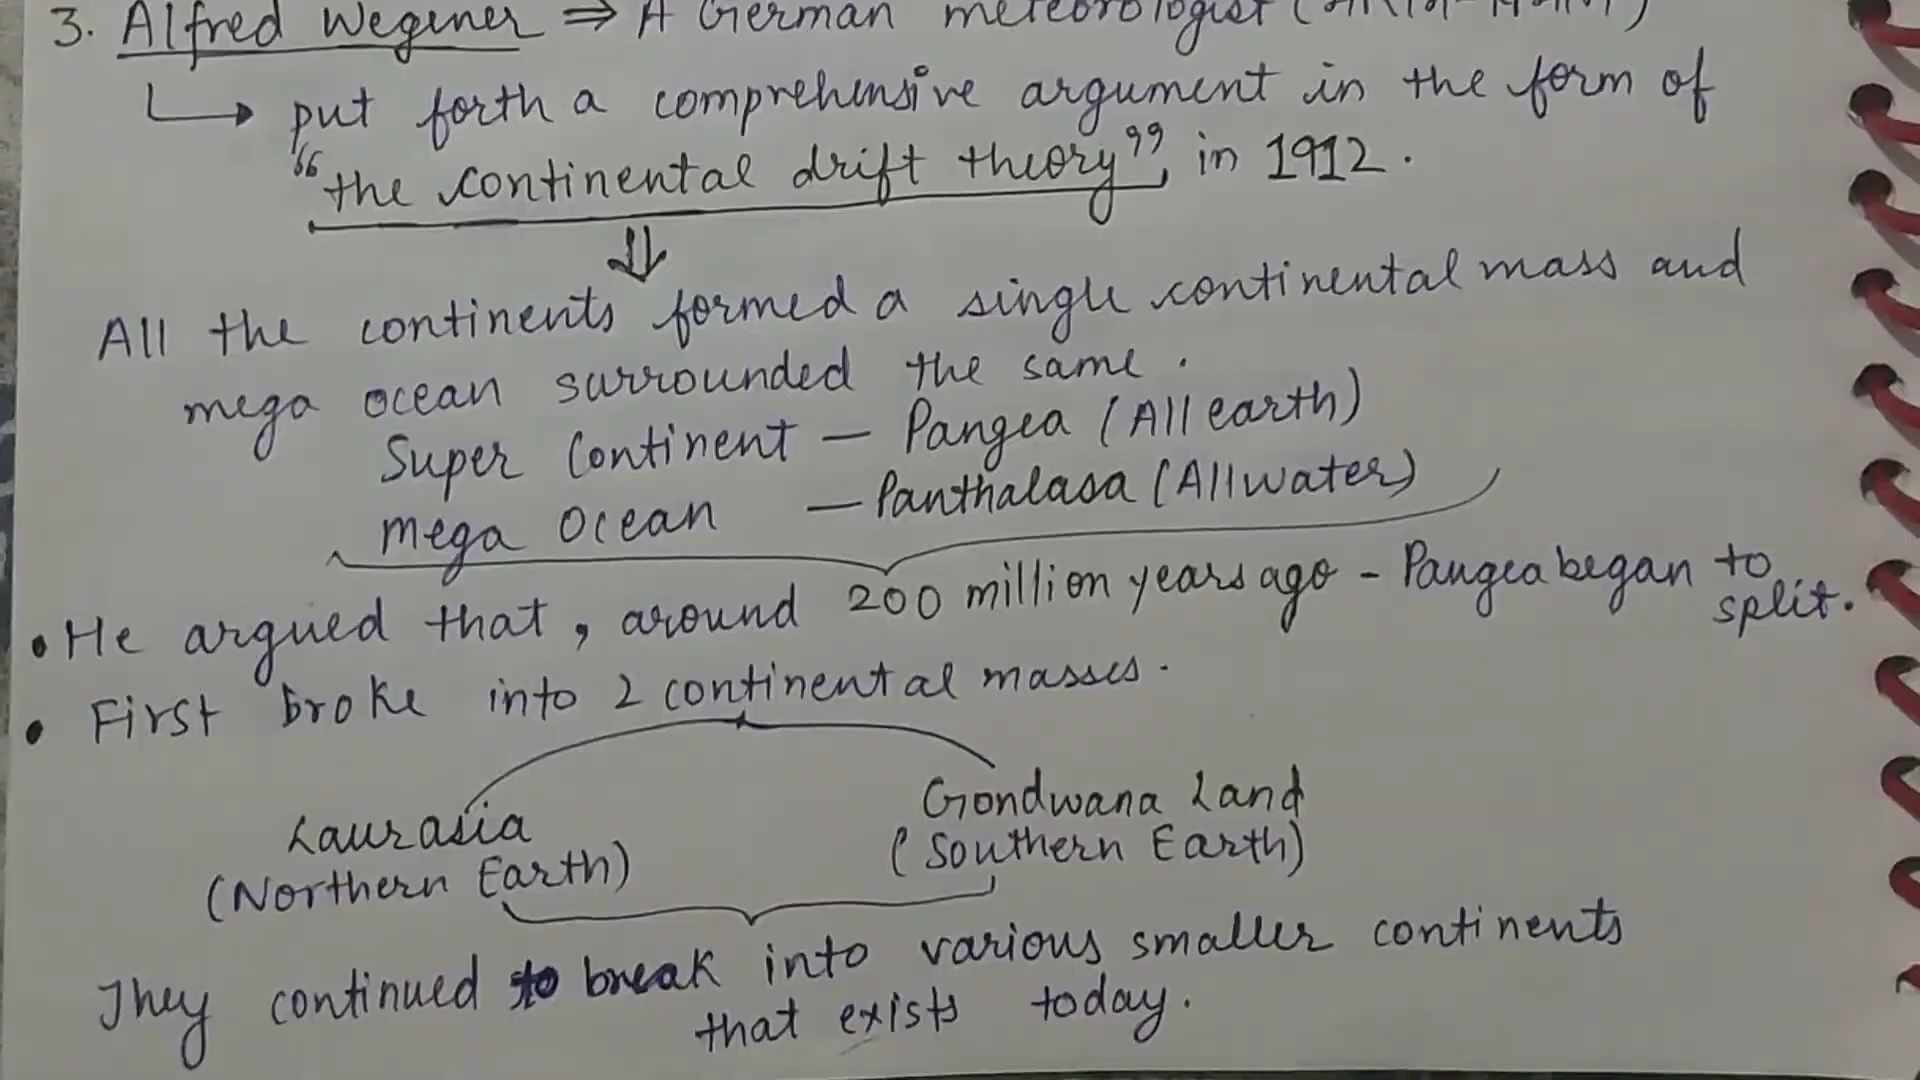 3. Alfred Wegener ⇒ A German meteorologist (
↳ put forth a comprehensive argument in the form of
“the continental drift theory” in 1912.
⇓
All the continents formed a single continental mass and
mega ocean surrounded the same.
Super Continent — Pangea (All earth)
Mega Ocean — Panthalasa (All water)
• He argued that, around 200 million years ago - Pangea began to
split.
• First broke into 2 continental masses.
Laurasia Gondwana Land
(Northern Earth) (Southern Earth)
They continued to break into various smaller continents
that exists today.